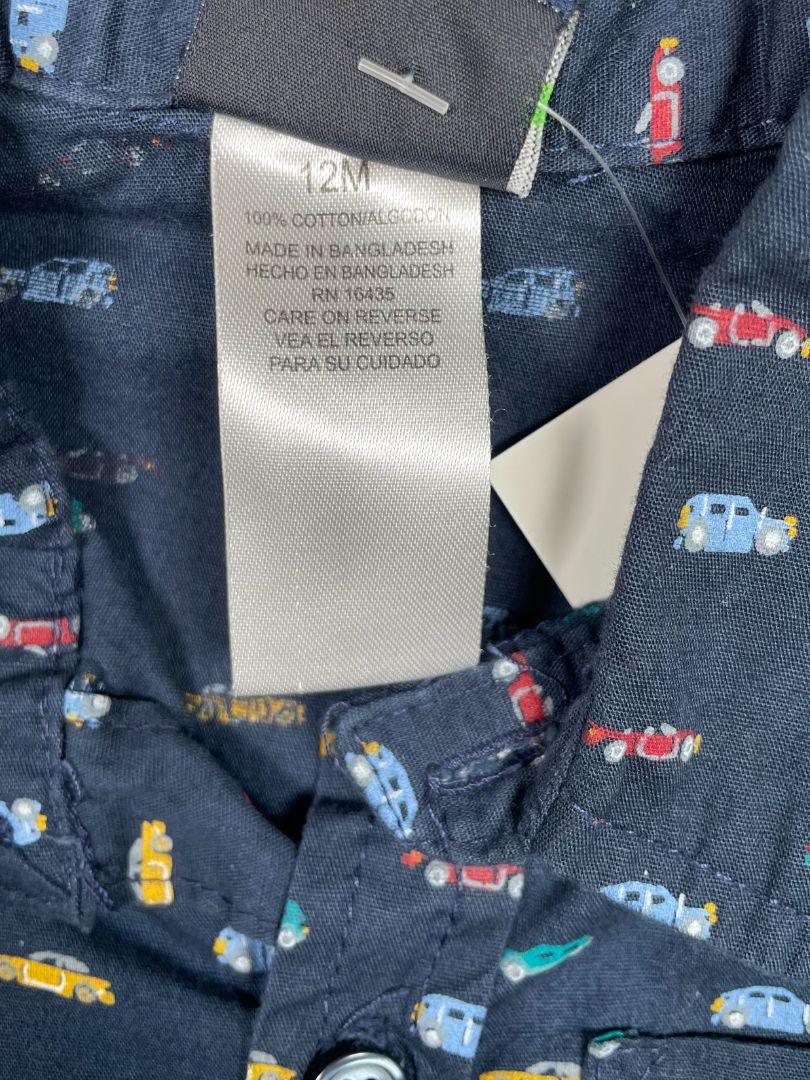 12M
100% COTTON/ALGODON
MADE IN BANGLADESH
HECHO EN BANGLADESH
RN 16435
CARE ON REVERSE
VEA EL REVERSO
PARA SU CUIDADO